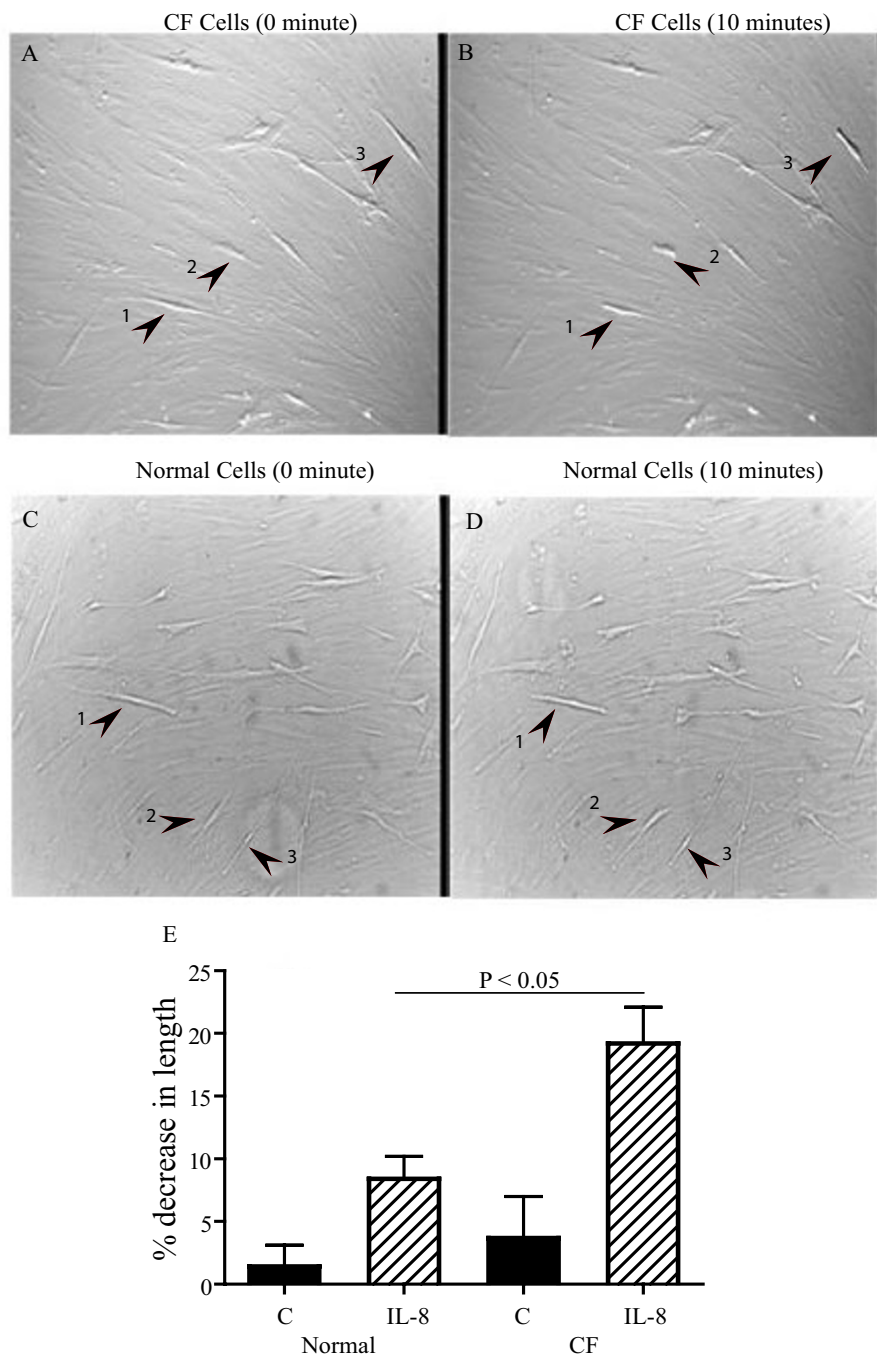 CF Cells (0 minute)
CF Cells (10 minutes)
A
B
3
3
2
2
1
1
Normal Cells (0 minute)
Normal Cells (10 minutes)
C
D
1
1
2
2
3
3
E
P < 0.05
% decrease in length
25
20
15
10
5
0
C
IL-8
C
IL-8
Normal
CF